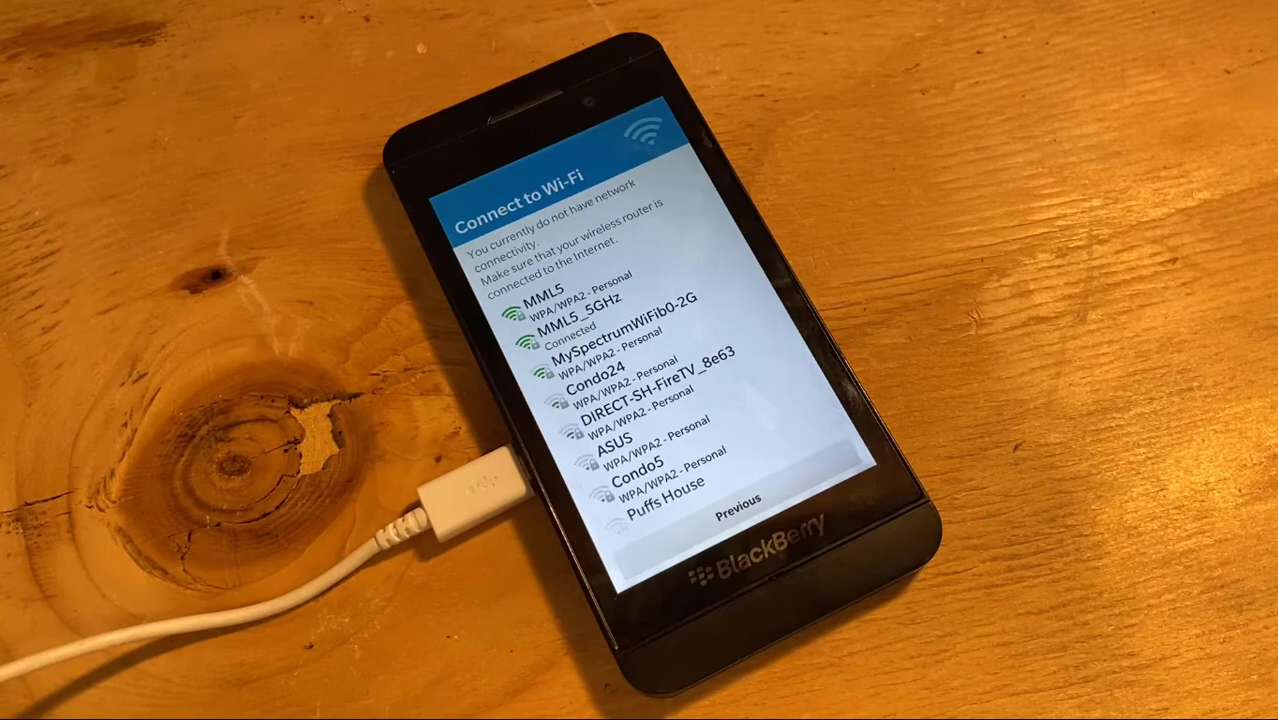 Connect to Wi-Fi
You currently do not have network
connectivity.
Make sure that your wireless router is
connected to the Internet.
MML5
WPA/WPA2 - Personal
MML5_5GHz
Connected
MySpectrumWiFib0-2G
WPA/WPA2 - Personal
Condo24
WPA/WPA2 - Personal
DIRECT-SH-FireTV_8e63
WPA/WPA2 - Personal
ASUS
WPA/WPA2 - Personal
Condo5
WPA/WPA2 - Personal
Puffs House
Previous
BlackBerry